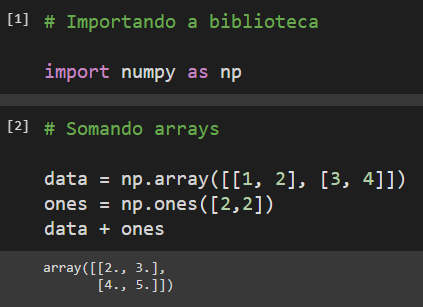 [1] # Importando a biblioteca
import numpy as np
[2] # Somando arrays
data = np.array([[1, 2], [3, 4]])
ones = np.ones([2,2])
data + ones
array([[2., 3.],
       [4., 5.]])